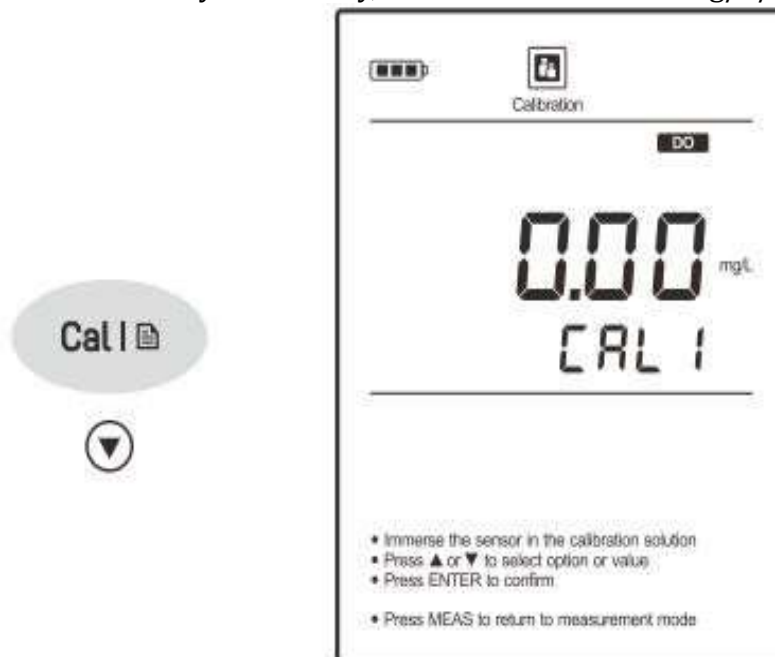 Calibration
DO
0.00 mg/L
CAL 1
Cal
• Immerse the sensor in the calibration solution
• Press ▲ or ▼ to select option or value
• Press ENTER to confirm
• Press MEAS to return to measurement mode